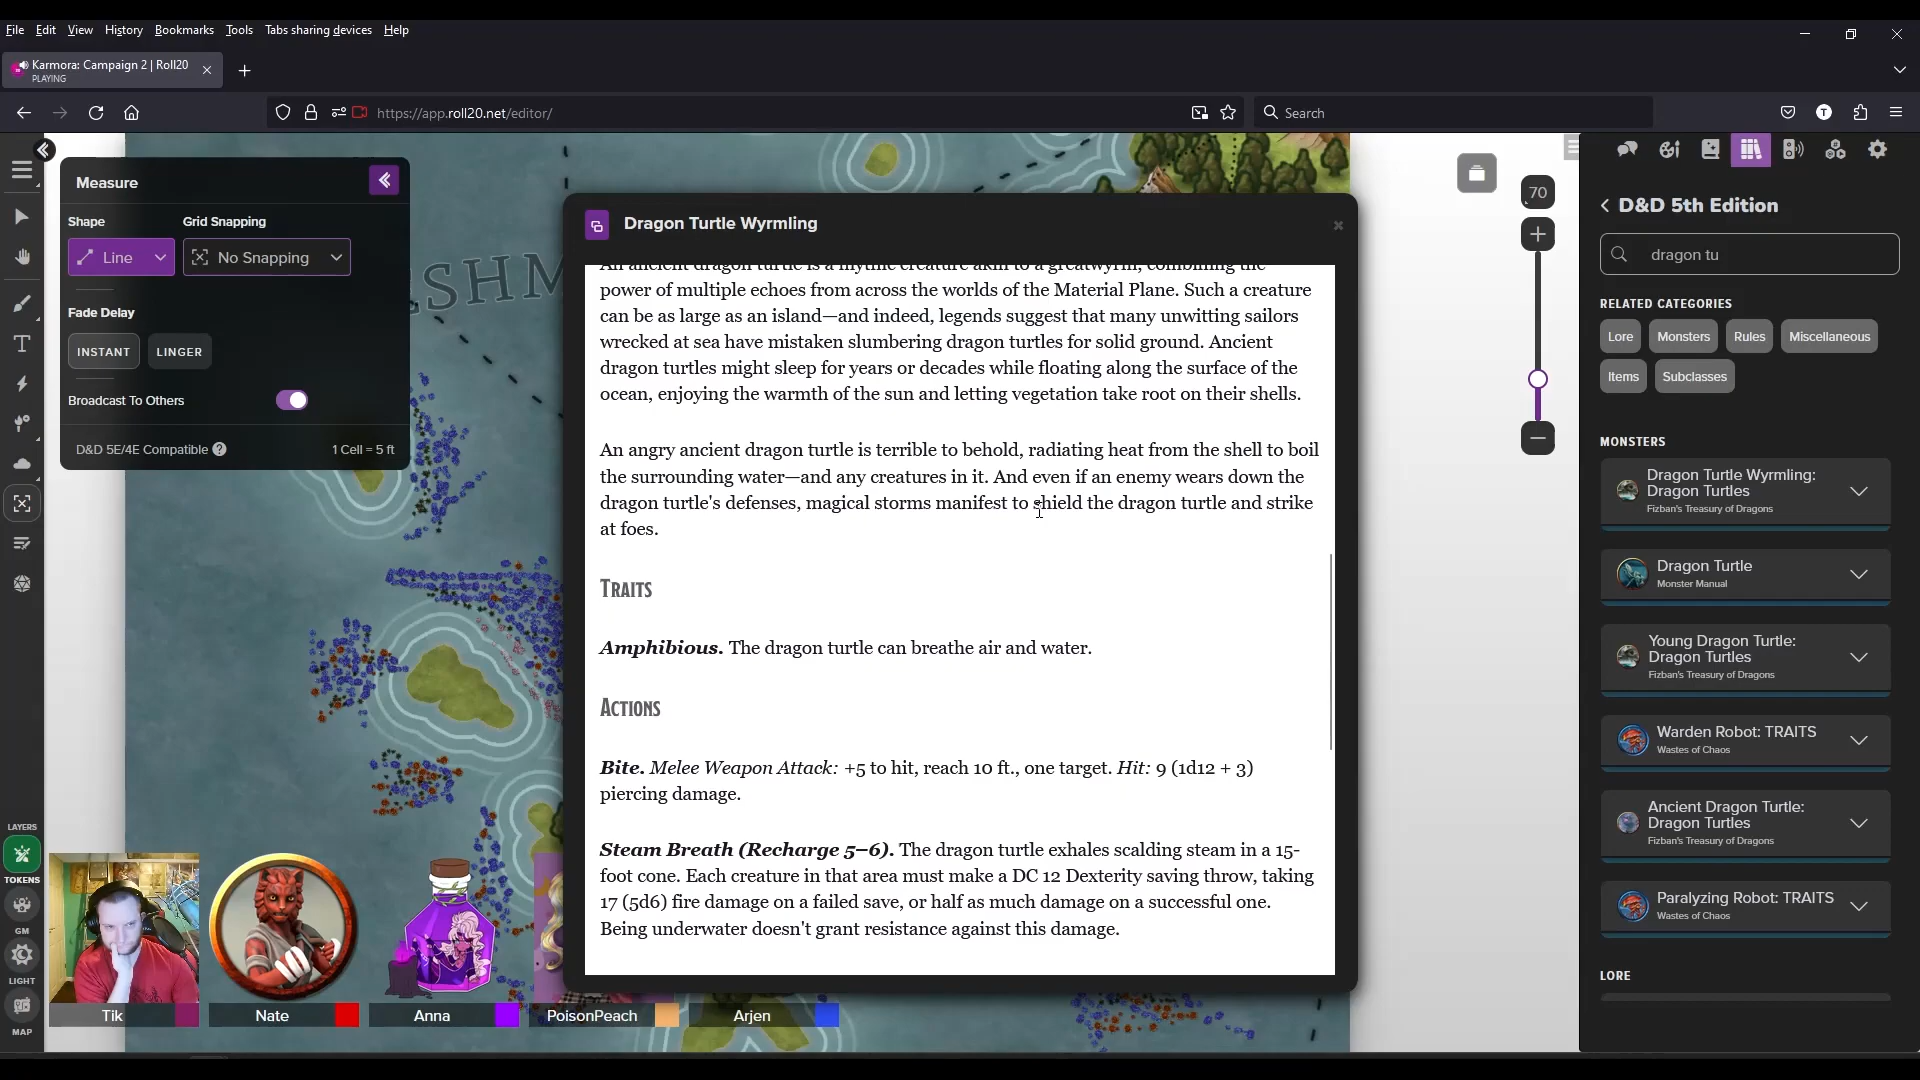 File Edit View History Bookmarks Tools Tabs sharing devices Help
Karmora: Campaign 2 | Roll20
PLAYING
https://app.roll20.net/editor/
Search
Measure
Shape
Grid Snapping
Line
No Snapping
Fade Delay
INSTANT
LINGER
Broadcast To Others
D&D 5E/4E Compatible
1 Cell = 5 ft
LAYERS
TOKENS
GM
LIGHT
MAP
ESHM
Dragon Turtle Wyrmling
An ancient dragon turtle is a mythic creature akin to a greatwyrm, combining the
power of multiple echoes from across the worlds of the Material Plane. Such a creature
can be as large as an island—and indeed, legends suggest that many unwitting sailors
wrecked at sea have mistaken slumbering dragon turtles for solid ground. Ancient
dragon turtles might sleep for years or decades while floating along the surface of the
ocean, enjoying the warmth of the sun and letting vegetation take root on their shells.
An angry ancient dragon turtle is terrible to behold, radiating heat from the shell to boil
the surrounding water—and any creatures in it. And even if an enemy wears down the
dragon turtle's defenses, magical storms manifest to shield the dragon turtle and strike
at foes.
TRAITS
Amphibious. The dragon turtle can breathe air and water.
ACTIONS
Bite. Melee Weapon Attack: +5 to hit, reach 10 ft., one target. Hit: 9 (1d12 + 3)
piercing damage.
Steam Breath (Recharge 5–6). The dragon turtle exhales scalding steam in a 15-
foot cone. Each creature in that area must make a DC 12 Dexterity saving throw, taking
17 (5d6) fire damage on a failed save, or half as much damage on a successful one.
Being underwater doesn't grant resistance against this damage.
Tik
Nate
Anna
PoisonPeach
Arjen
70
D&D 5th Edition
dragon tu
RELATED CATEGORIES
Lore
Monsters
Rules
Miscellaneous
Items
Subclasses
MONSTERS
Dragon Turtle Wyrmling:
Dragon Turtles
Fizban's Treasury of Dragons
Dragon Turtle
Monster Manual
Young Dragon Turtle:
Dragon Turtles
Fizban's Treasury of Dragons
Warden Robot: TRAITS
Wastes of Chaos
Ancient Dragon Turtle:
Dragon Turtles
Fizban's Treasury of Dragons
Paralyzing Robot: TRAITS
Wastes of Chaos
LORE